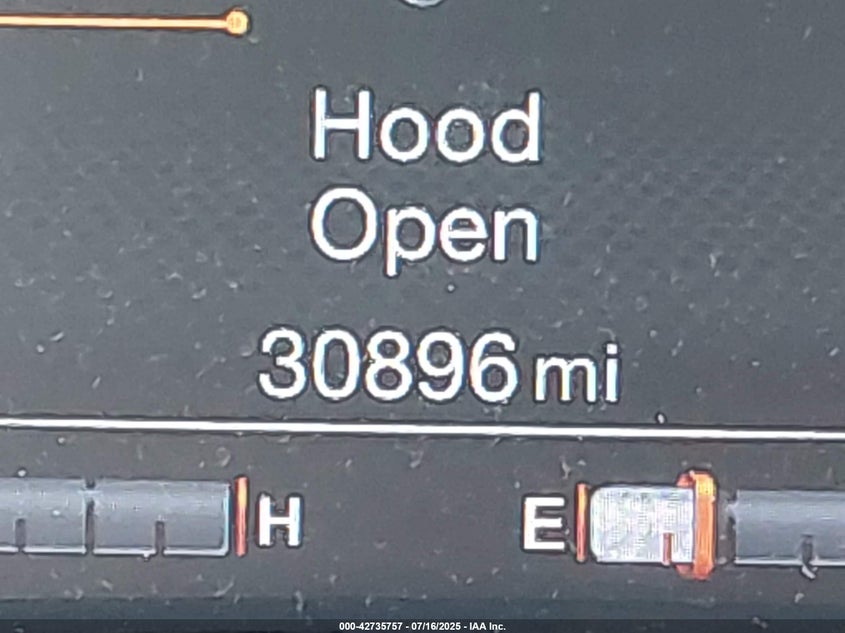 Hood
Open
30896 mi
H
E
000-42735757 - 07/16/2025 - IAA Inc.